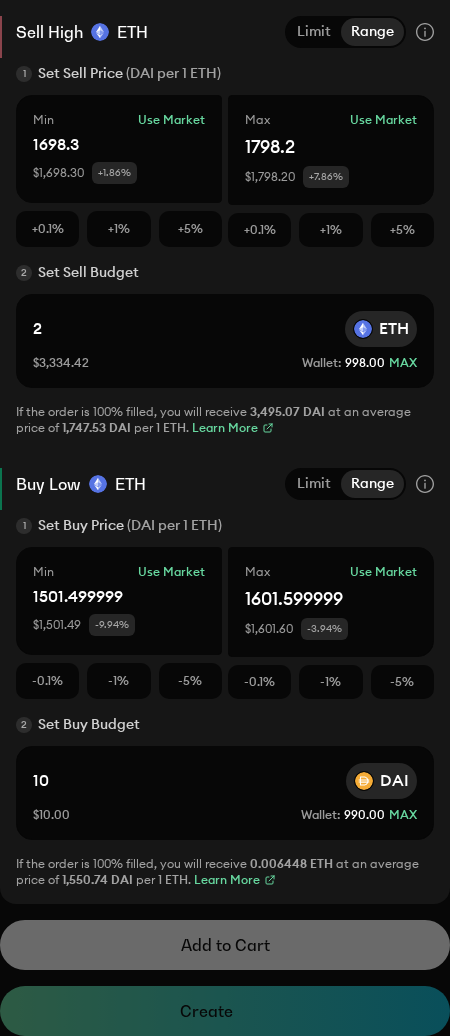 Sell High ETH Limit Range
1 Set Sell Price (DAI per 1 ETH)
Min Use Market Max Use Market
1698.3 1798.2
$1,698.30 +1.86% $1,798.20 +7.86%
+0.1% +1% +5% +0.1% +1% +5%
2 Set Sell Budget
2 ETH
$3,334.42 Wallet: 998.00 MAX
If the order is 100% filled, you will receive 3,495.07 DAI at an average
price of 1,747.53 DAI per 1 ETH. Learn More
Buy Low ETH Limit Range
1 Set Buy Price (DAI per 1 ETH)
Min Use Market Max Use Market
1501.499999 1601.599999
$1,501.49 -9.94% $1,601.60 -3.94%
-0.1% -1% -5% -0.1% -1% -5%
2 Set Buy Budget
10 DAI
$10.00 Wallet: 990.00 MAX
If the order is 100% filled, you will receive 0.006448 ETH at an average
price of 1,550.74 DAI per 1 ETH. Learn More
Add to Cart
Create